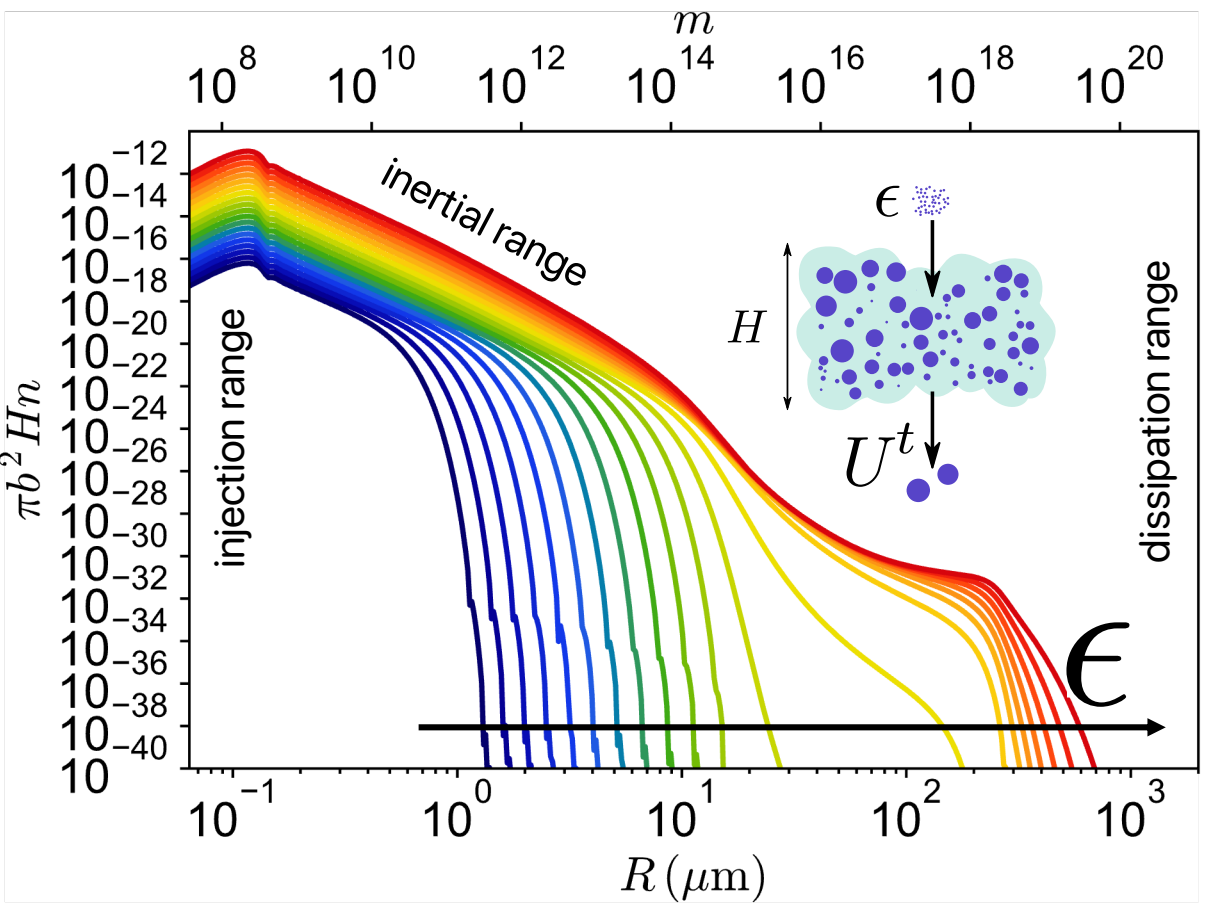 m
10^8 10^10 10^12 10^14 10^16 10^18 10^20
10^−12
10^−14
10^−16
10^−18
10^−20
10^−22
10^−24
10^−26
10^−28
10^−30
10^−32
10^−34
10^−36
10^−38
10^−40
10
πb^2Hn
injection range
inertial range
dissipation range
ϵ
H
U^t
ϵ
10^−1 10^0 10^1 10^2 10^3
R (μm)